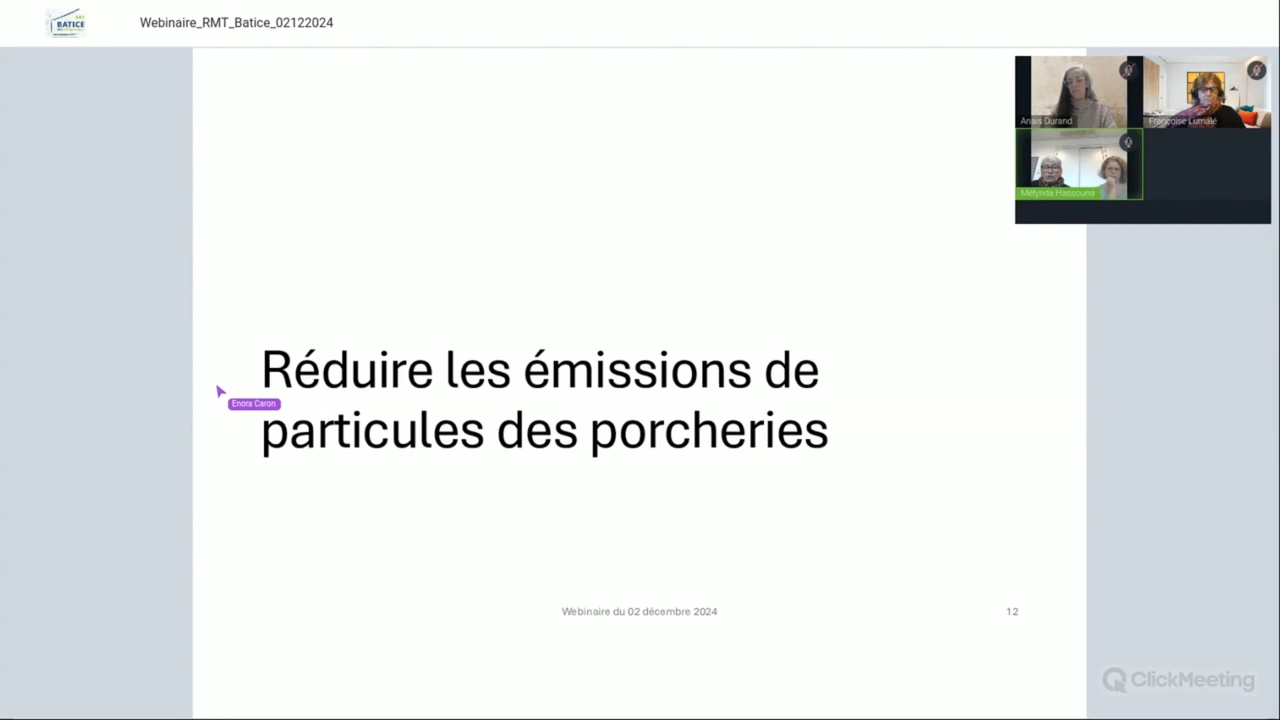 BATICE
Webinaire_RMT_Batice_02122024
Anaïs Durand
Françoise Lumalé
Mélynda Hassouna
Réduire les émissions de
Enora Caron
particules des porcheries
Webinaire du 02 décembre 2024
12
ClickMeeting